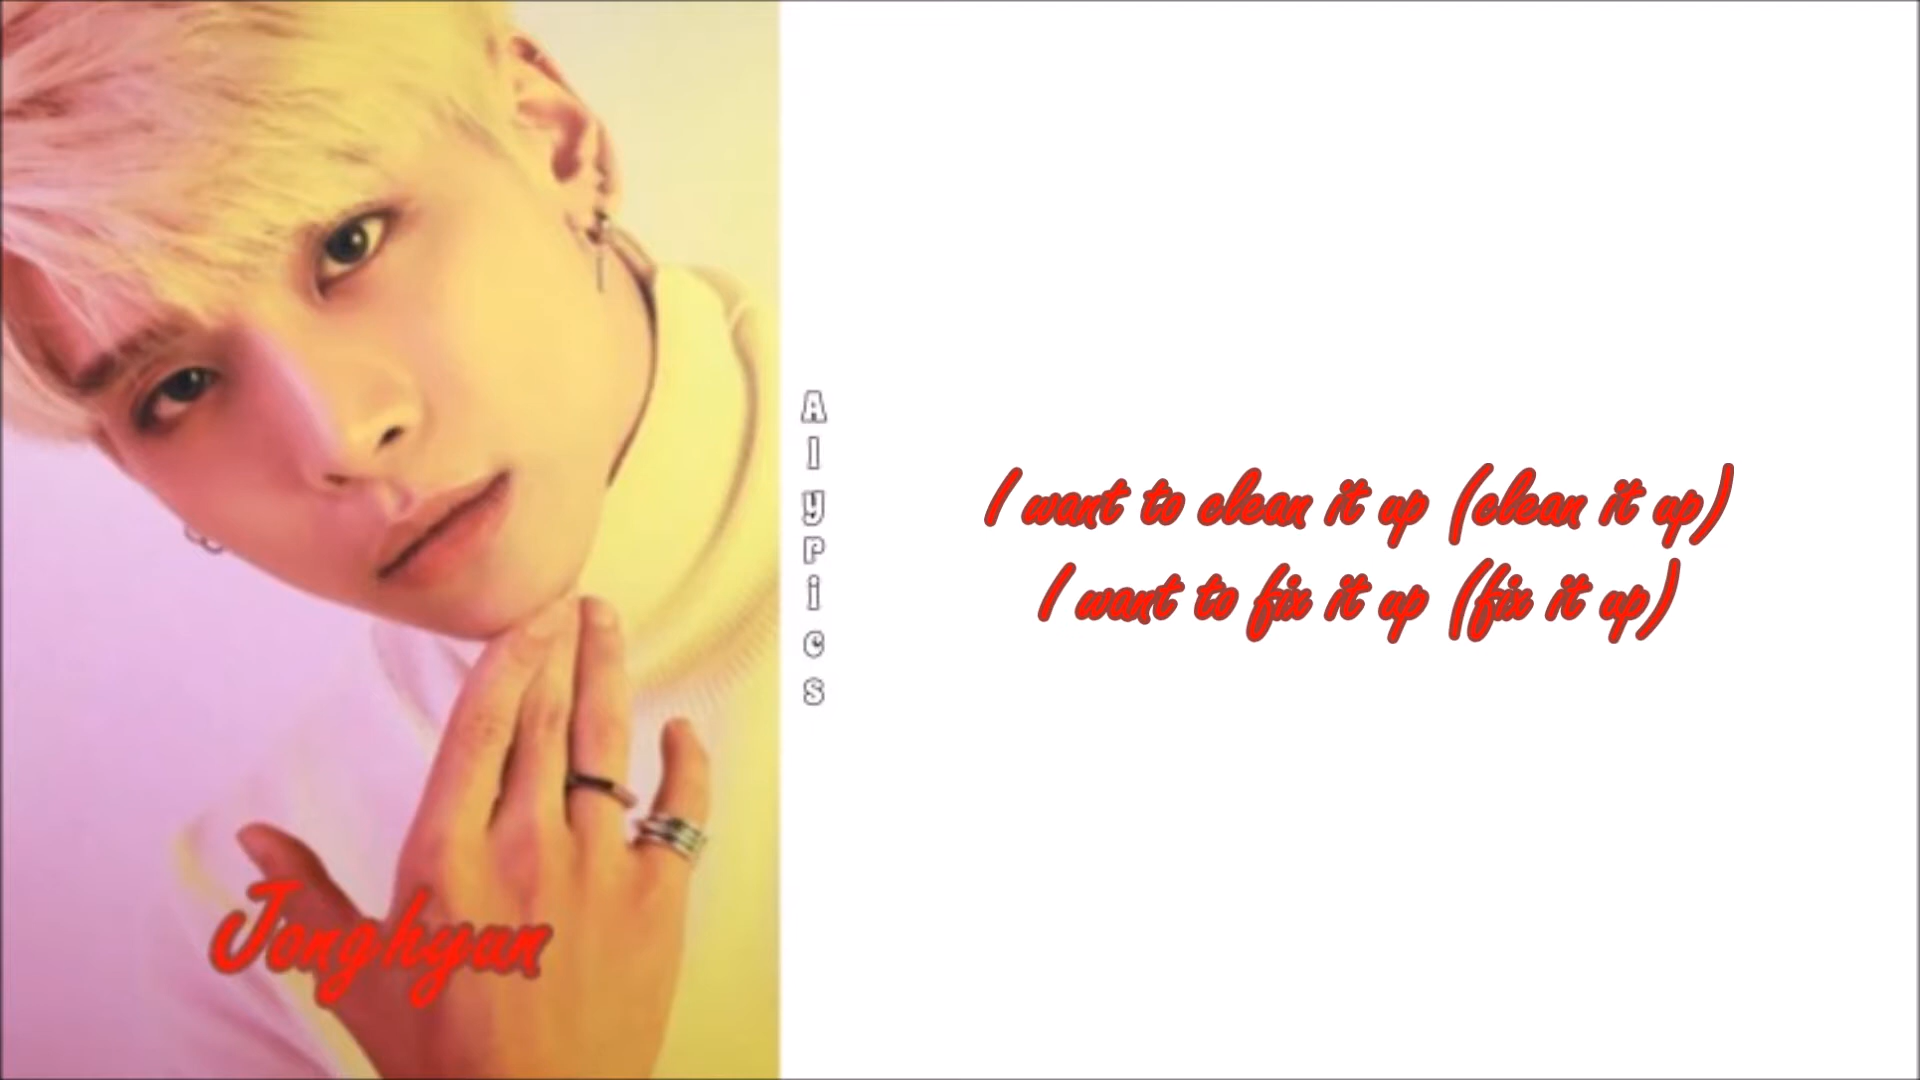 Jonghyun
Alyrics
I want to clean it up (clean it up)
I want to fix it up (fix it up)